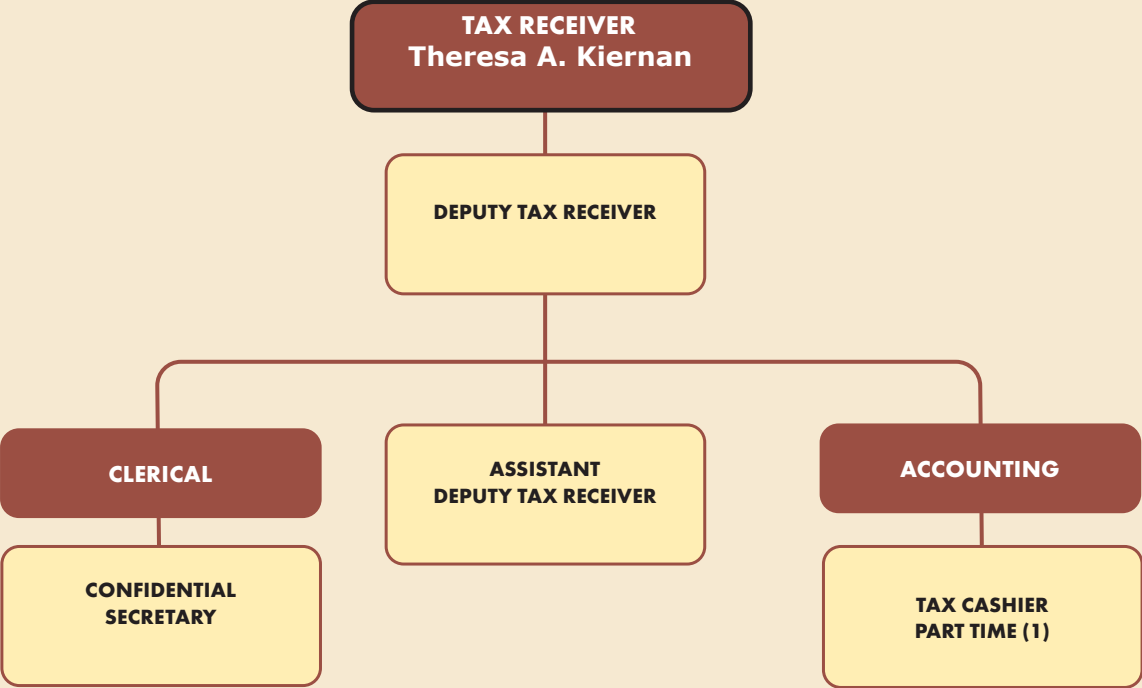 TAX RECEIVER
Theresa A. Kiernan
DEPUTY TAX RECEIVER
CLERICAL
ASSISTANT
DEPUTY TAX RECEIVER
ACCOUNTING
CONFIDENTIAL
SECRETARY
TAX CASHIER
PART TIME (1)